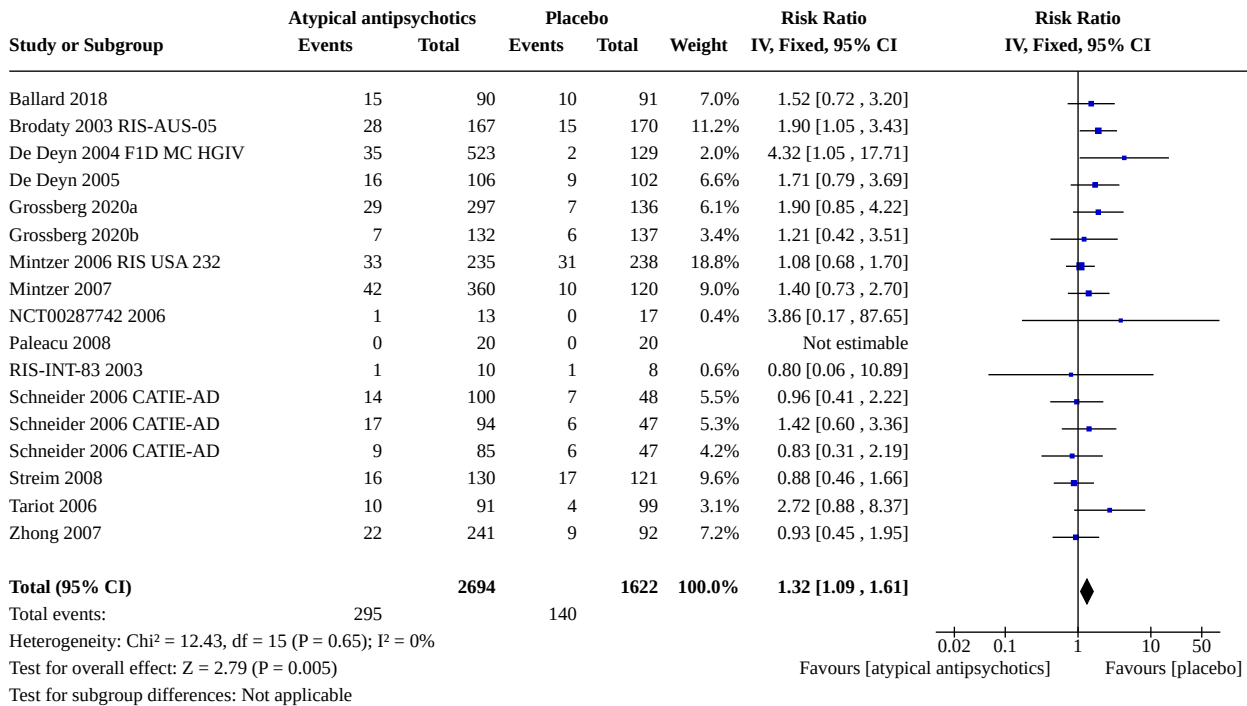 Atypical antipsychotics Placebo Risk Ratio Risk Ratio
Study or Subgroup Events Total Events Total Weight IV, Fixed, 95% CI IV, Fixed, 95% CI
Ballard 2018 15 90 10 91 7.0% 1.52 [0.72 , 3.20]
Brodaty 2003 RIS-AUS-05 28 167 15 170 11.2% 1.90 [1.05 , 3.43]
De Deyn 2004 F1D MC HGIV 35 523 2 129 2.0% 4.32 [1.05 , 17.71]
De Deyn 2005 16 106 9 102 6.6% 1.71 [0.79 , 3.69]
Grossberg 2020a 29 297 7 136 6.1% 1.90 [0.85 , 4.22]
Grossberg 2020b 7 132 6 137 3.4% 1.21 [0.42 , 3.51]
Mintzer 2006 RIS USA 232 33 235 31 238 18.8% 1.08 [0.68 , 1.70]
Mintzer 2007 42 360 10 120 9.0% 1.40 [0.73 , 2.70]
NCT00287742 2006 1 13 0 17 0.4% 3.86 [0.17 , 87.65]
Paleacu 2008 0 20 0 20 Not estimable
RIS-INT-83 2003 1 10 1 8 0.6% 0.80 [0.06 , 10.89]
Schneider 2006 CATIE-AD 14 100 7 48 5.5% 0.96 [0.41 , 2.22]
Schneider 2006 CATIE-AD 17 94 6 47 5.3% 1.42 [0.60 , 3.36]
Schneider 2006 CATIE-AD 9 85 6 47 4.2% 0.83 [0.31 , 2.19]
Streim 2008 16 130 17 121 9.6% 0.88 [0.46 , 1.66]
Tariot 2006 10 91 4 99 3.1% 2.72 [0.88 , 8.37]
Zhong 2007 22 241 9 92 7.2% 0.93 [0.45 , 1.95]
Total (95% CI) 2694 1622 100.0% 1.32 [1.09 , 1.61]
Total events: 295 140
Heterogeneity: Chi² = 12.43, df = 15 (P = 0.65); I² = 0%
0.02 0.1 1 10 50
Test for overall effect: Z = 2.79 (P = 0.005)
Favours [atypical antipsychotics] Favours [placebo]
Test for subgroup differences: Not applicable